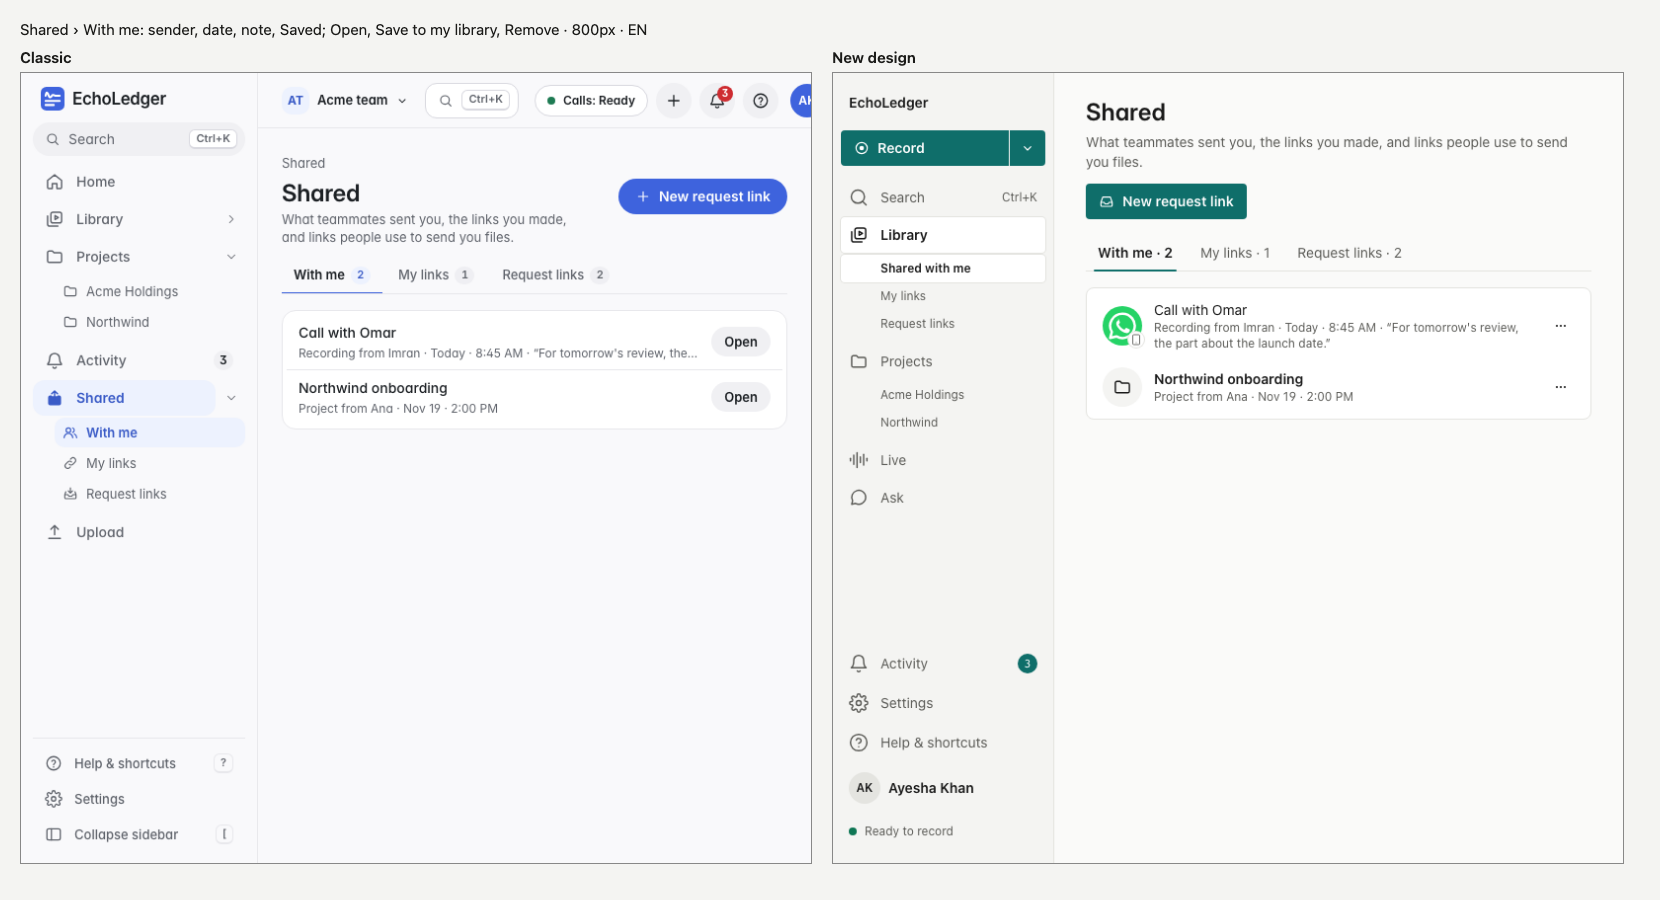 Shared › With me: sender, date, note, Saved; Open, Save to my library, Remove · 800px · EN
Classic
EchoLedger
Search Ctrl+K
Home
Library
Projects
Acme Holdings
Northwind
Activity 3
Shared
With me
My links
Request links
Upload
Help & shortcuts ?
Settings
Collapse sidebar [
AT Acme team Ctrl+K Calls: Ready 3 AK
Shared
Shared
New request link
What teammates sent you, the links you made,
and links people use to send you files.
With me 2 My links 1 Request links 2
Call with Omar
Recording from Imran · Today · 8:45 AM · “For tomorrow's review, the...
Open
Northwind onboarding
Project from Ana · Nov 19 · 2:00 PM
Open
New design
EchoLedger
Record
Search Ctrl+K
Library
Shared with me
My links
Request links
Projects
Acme Holdings
Northwind
Live
Ask
Activity 3
Settings
Help & shortcuts
AK Ayesha Khan
Ready to record
Shared
What teammates sent you, the links you made, and links people use to send
you files.
New request link
With me · 2 My links · 1 Request links · 2
Call with Omar
Recording from Imran · Today · 8:45 AM · “For tomorrow's review,
the part about the launch date.”
Northwind onboarding
Project from Ana · Nov 19 · 2:00 PM